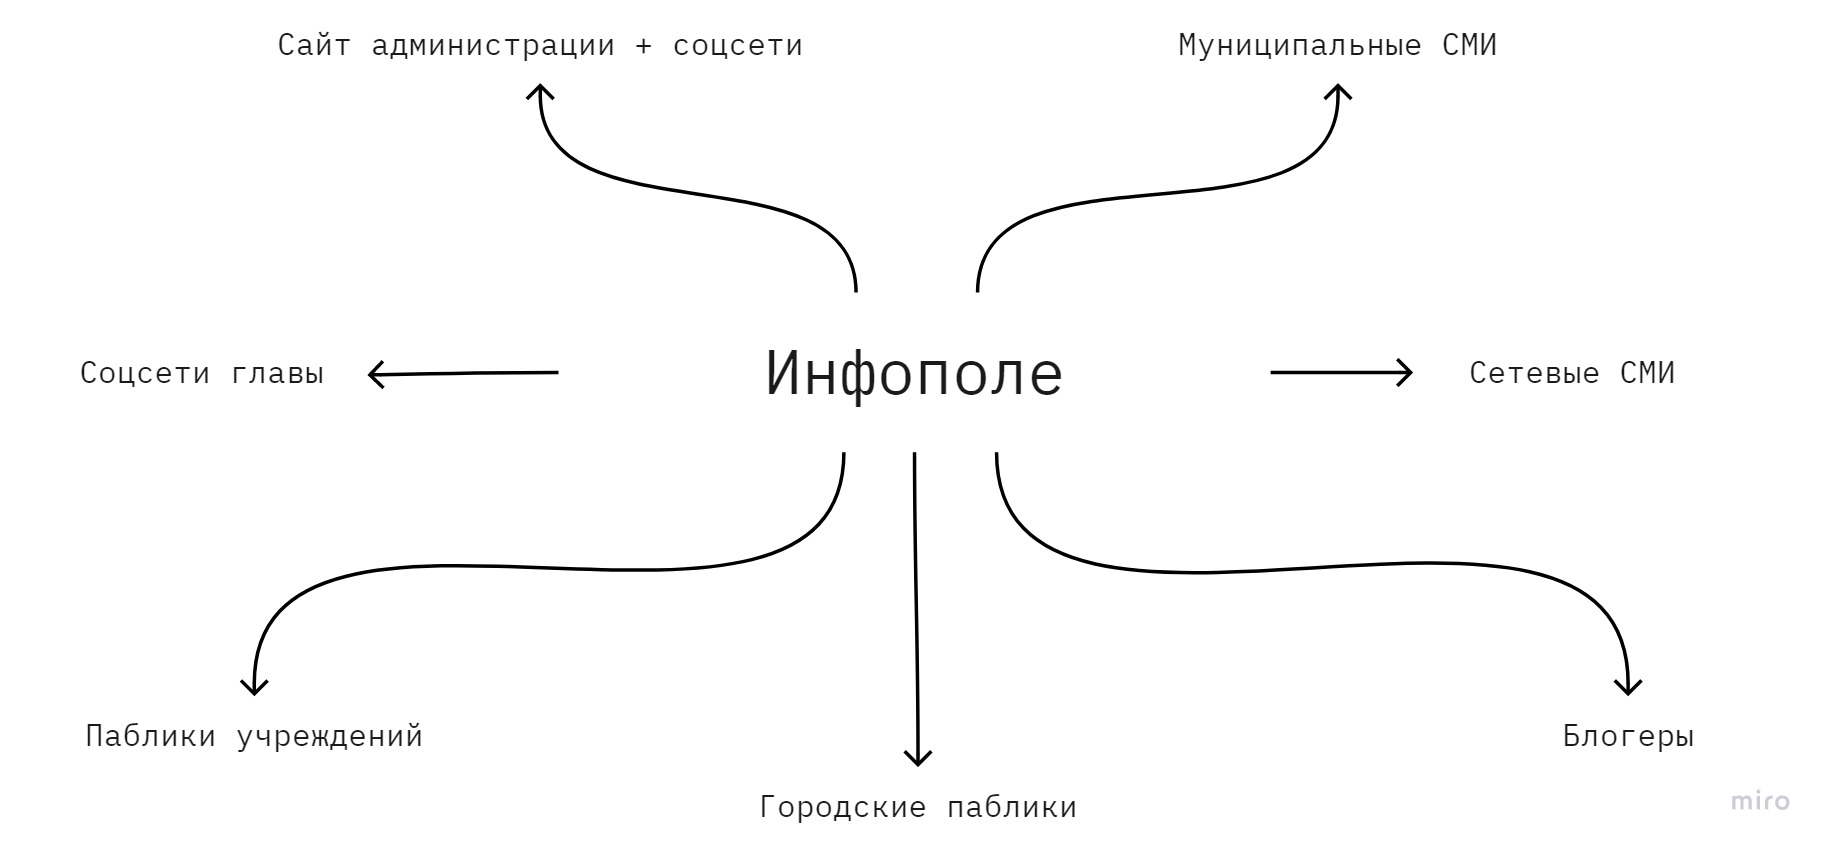 Сайт администрации + соцсети
Муниципальные СМИ
Соцсети главы
Инфополе
Сетевые СМИ
Паблики учреждений
Городские паблики
Блогеры
miro